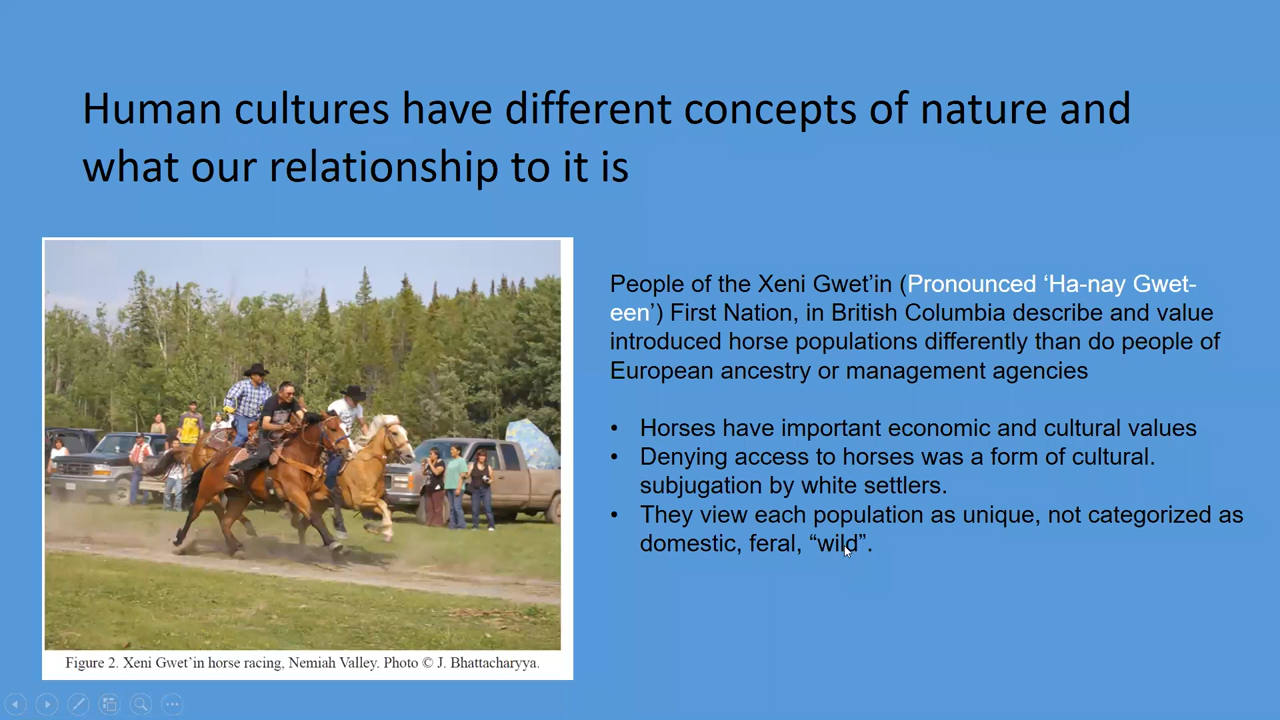 Human cultures have different concepts of nature and
what our relationship to it is
People of the Xeni Gwet’in (Pronounced ‘Ha-nay Gwet-
een’) First Nation, in British Columbia describe and value
introduced horse populations differently than do people of
European ancestry or management agencies
• Horses have important economic and cultural values
• Denying access to horses was a form of cultural.
subjugation by white settlers.
• They view each population as unique, not categorized as
domestic, feral, “wild”.
Figure 2. Xeni Gwet’in horse racing, Nemiah Valley. Photo © J. Bhattacharyya.